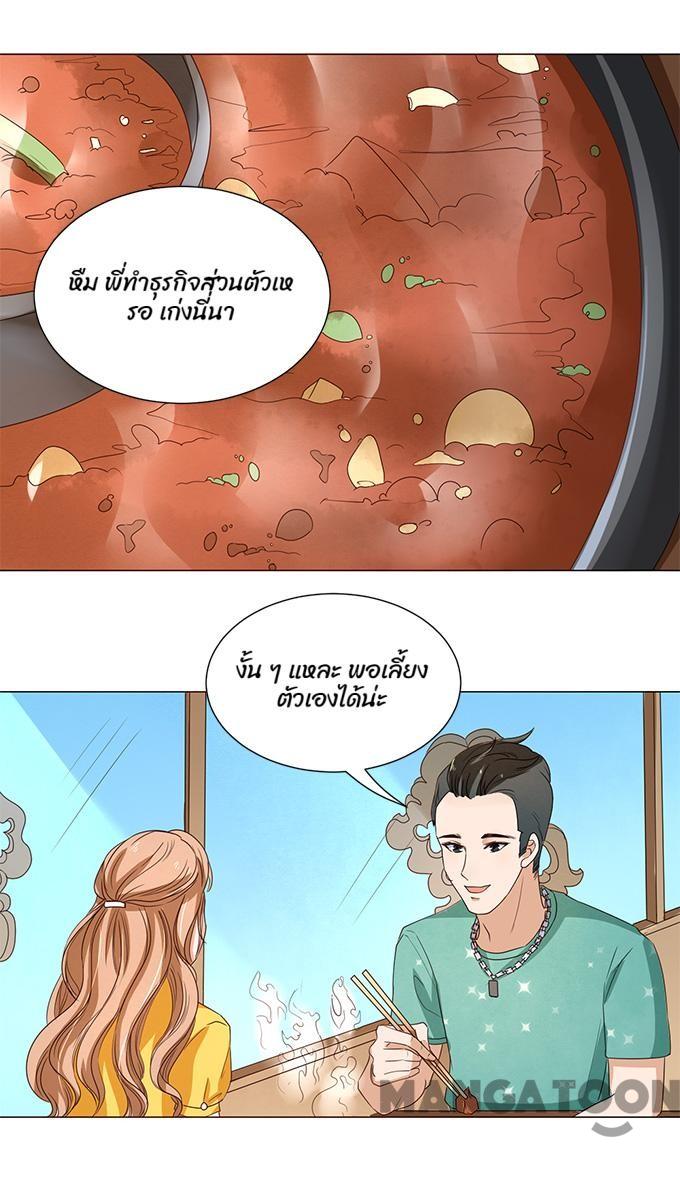 หืม พี่ทำธุรกิจส่วนตัวเห
รอ เก่งนี่นา
งั้น ๆ แหละ พอเลี้ยง
ตัวเองได้น่ะ
MANGATOON